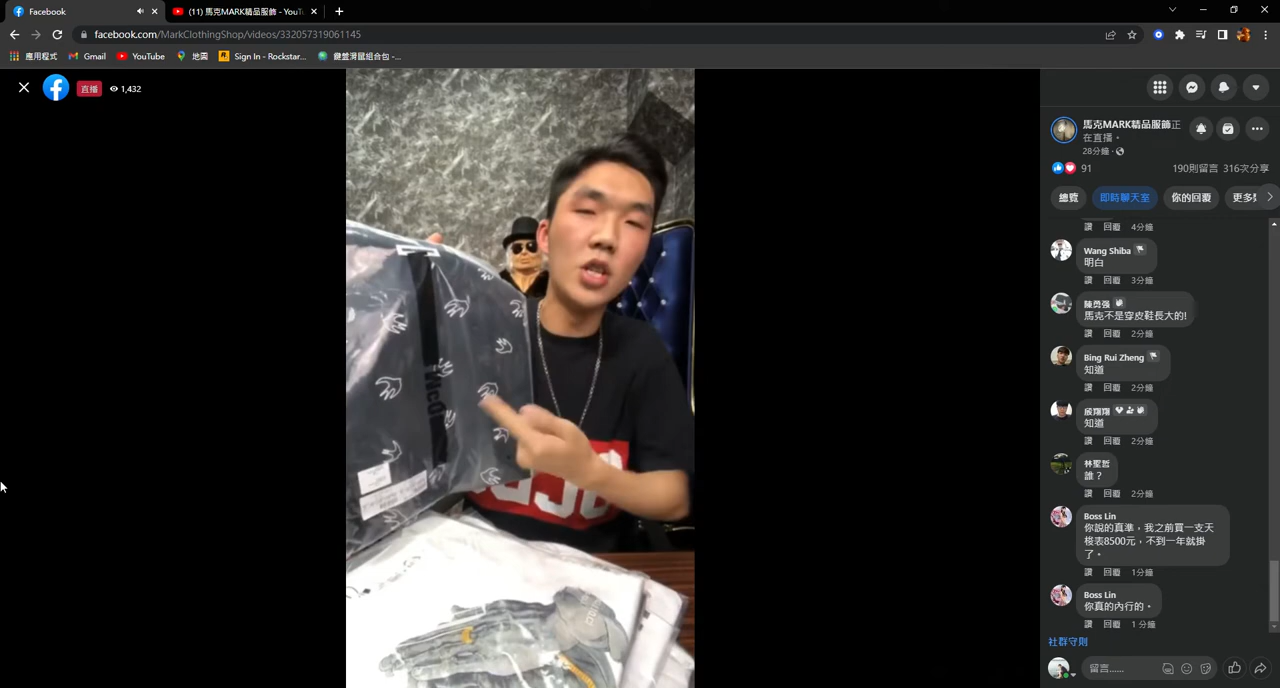 Facebook
(11) 馬克MARK精品服飾 - YouTu
facebook.com/MarkClothingShop/videos/332057319061145
應用程式
Gmail
YouTube
地圖
Sign In - Rockstar...
鍵盤滑鼠組合包 -...
直播
1,432
馬克MARK精品服飾正
在直播。
28分鐘
91
190則留言 316次分享
總覽
即時聊天室
你的回覆
讚 回覆 4分鐘
Wang Shiba
明白
讚 回覆 3分鐘
陳勇强
馬克不是穿皮鞋長大的!
讚 回覆 2分鐘
Bing Rui Zheng
知道
讚 回覆 2分鐘
知道
讚 回覆 2分鐘
林聖哲
誰？
讚 回覆 2分鐘
Boss Lin
你說的真準，我之前買一支天
梭表8500元，不到一年就掛
了。
讚 回覆 1分鐘
Boss Lin
你真的內行的。
讚 回覆 1 分鐘
社群守則
留言......